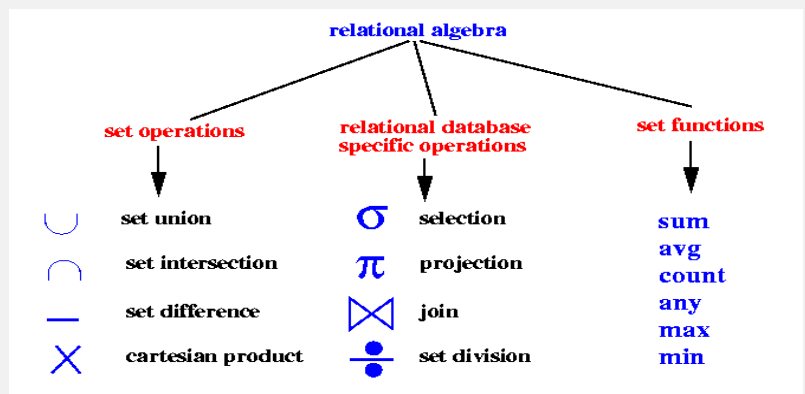 relational algebra
set operations
relational database
specific operations
set functions
∪ set union
∩ set intersection
− set difference
× cartesian product
σ selection
π projection
⋈ join
÷ set division
sum
avg
count
any
max
min